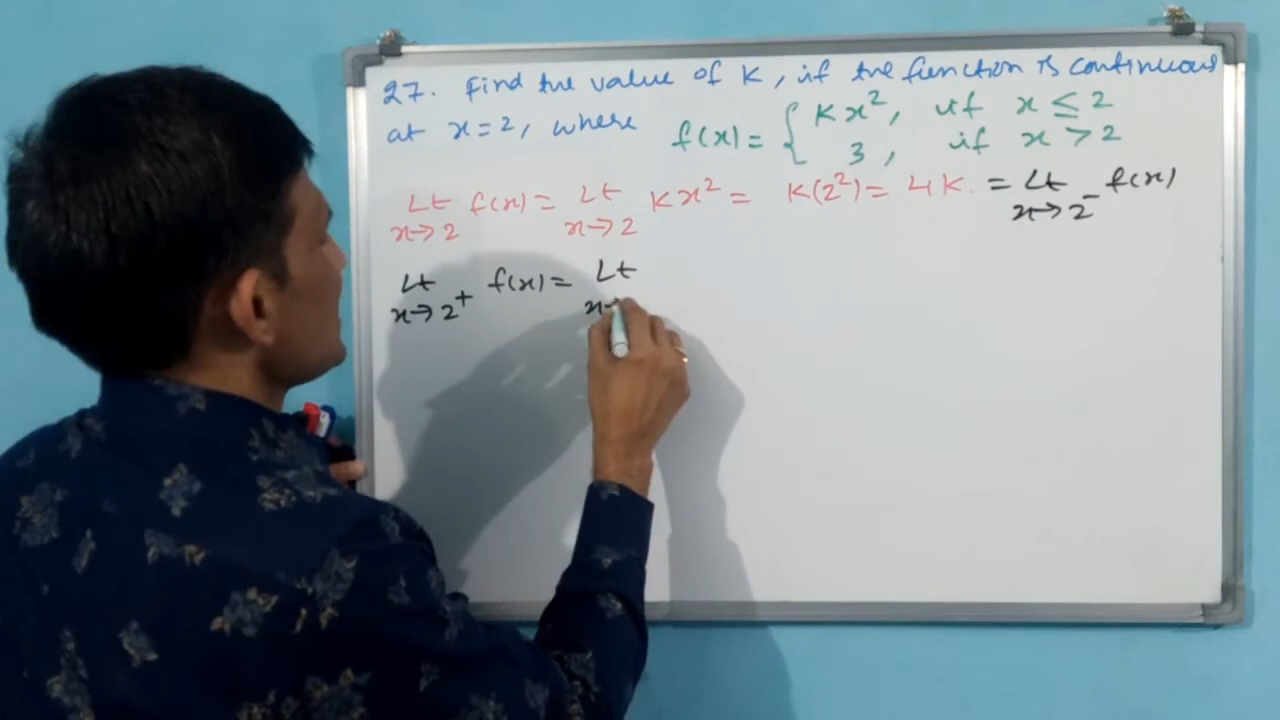 27. Find the value of K, if the function is continuous
at x=2, where f(x) = { Kx², if x ≤ 2
3, if x > 2
Lt f(x) = Lt Kx² = K(2²) = 4K. = Lt f(x)
x→2 x→2 x→2⁻
Lt f(x) = Lt
x→2⁺ x→